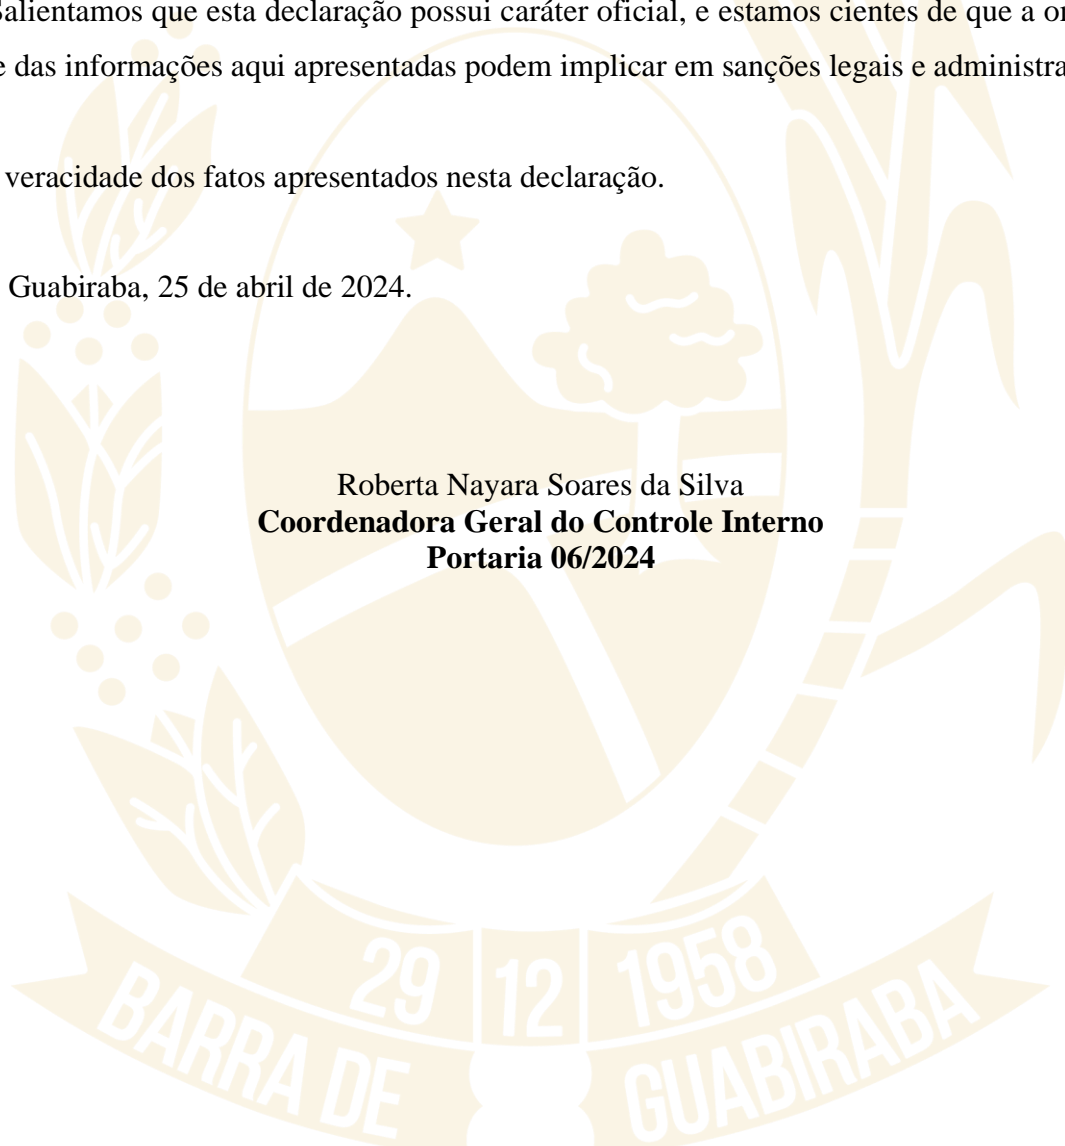 Salientamos que esta declaração possui caráter oficial, e estamos cientes de que a
e das informações aqui apresentadas podem implicar em sanções legais e
veracidade dos fatos apresentados nesta declaração.
Guabiraba, 25 de abril de 2024.
Roberta Nayara Soares da Silva
Coordenadora Geral do Controle Interno
Portaria 06/2024
29 12 1958
BARRA DE GUABIRABA